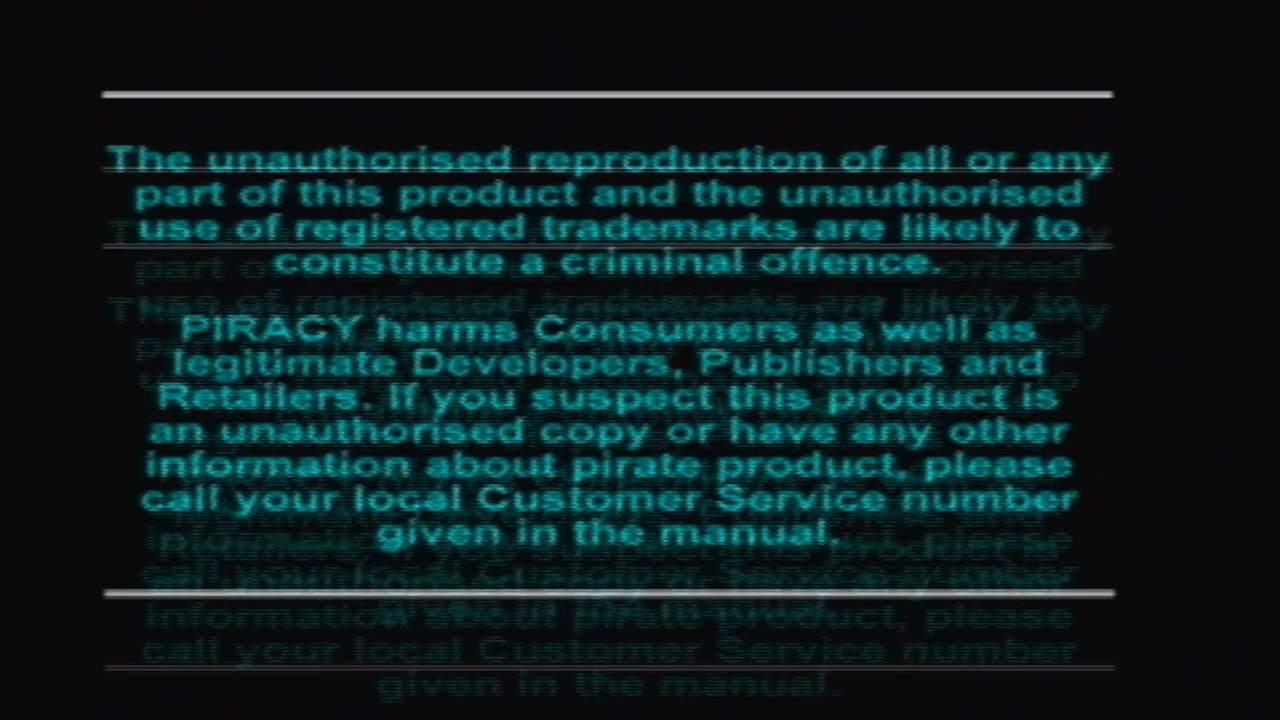 The unauthorised reproduction of all or any
part of this product and the unauthorised
use of registered trademarks are likely to
constitute a criminal offence.
PIRACY harms Consumers as well as
legitimate Developers, Publishers and
Retailers. If you suspect this product is
an unauthorised copy or have any other
information about pirate product, please
call your local Customer Service number
given in the manual.